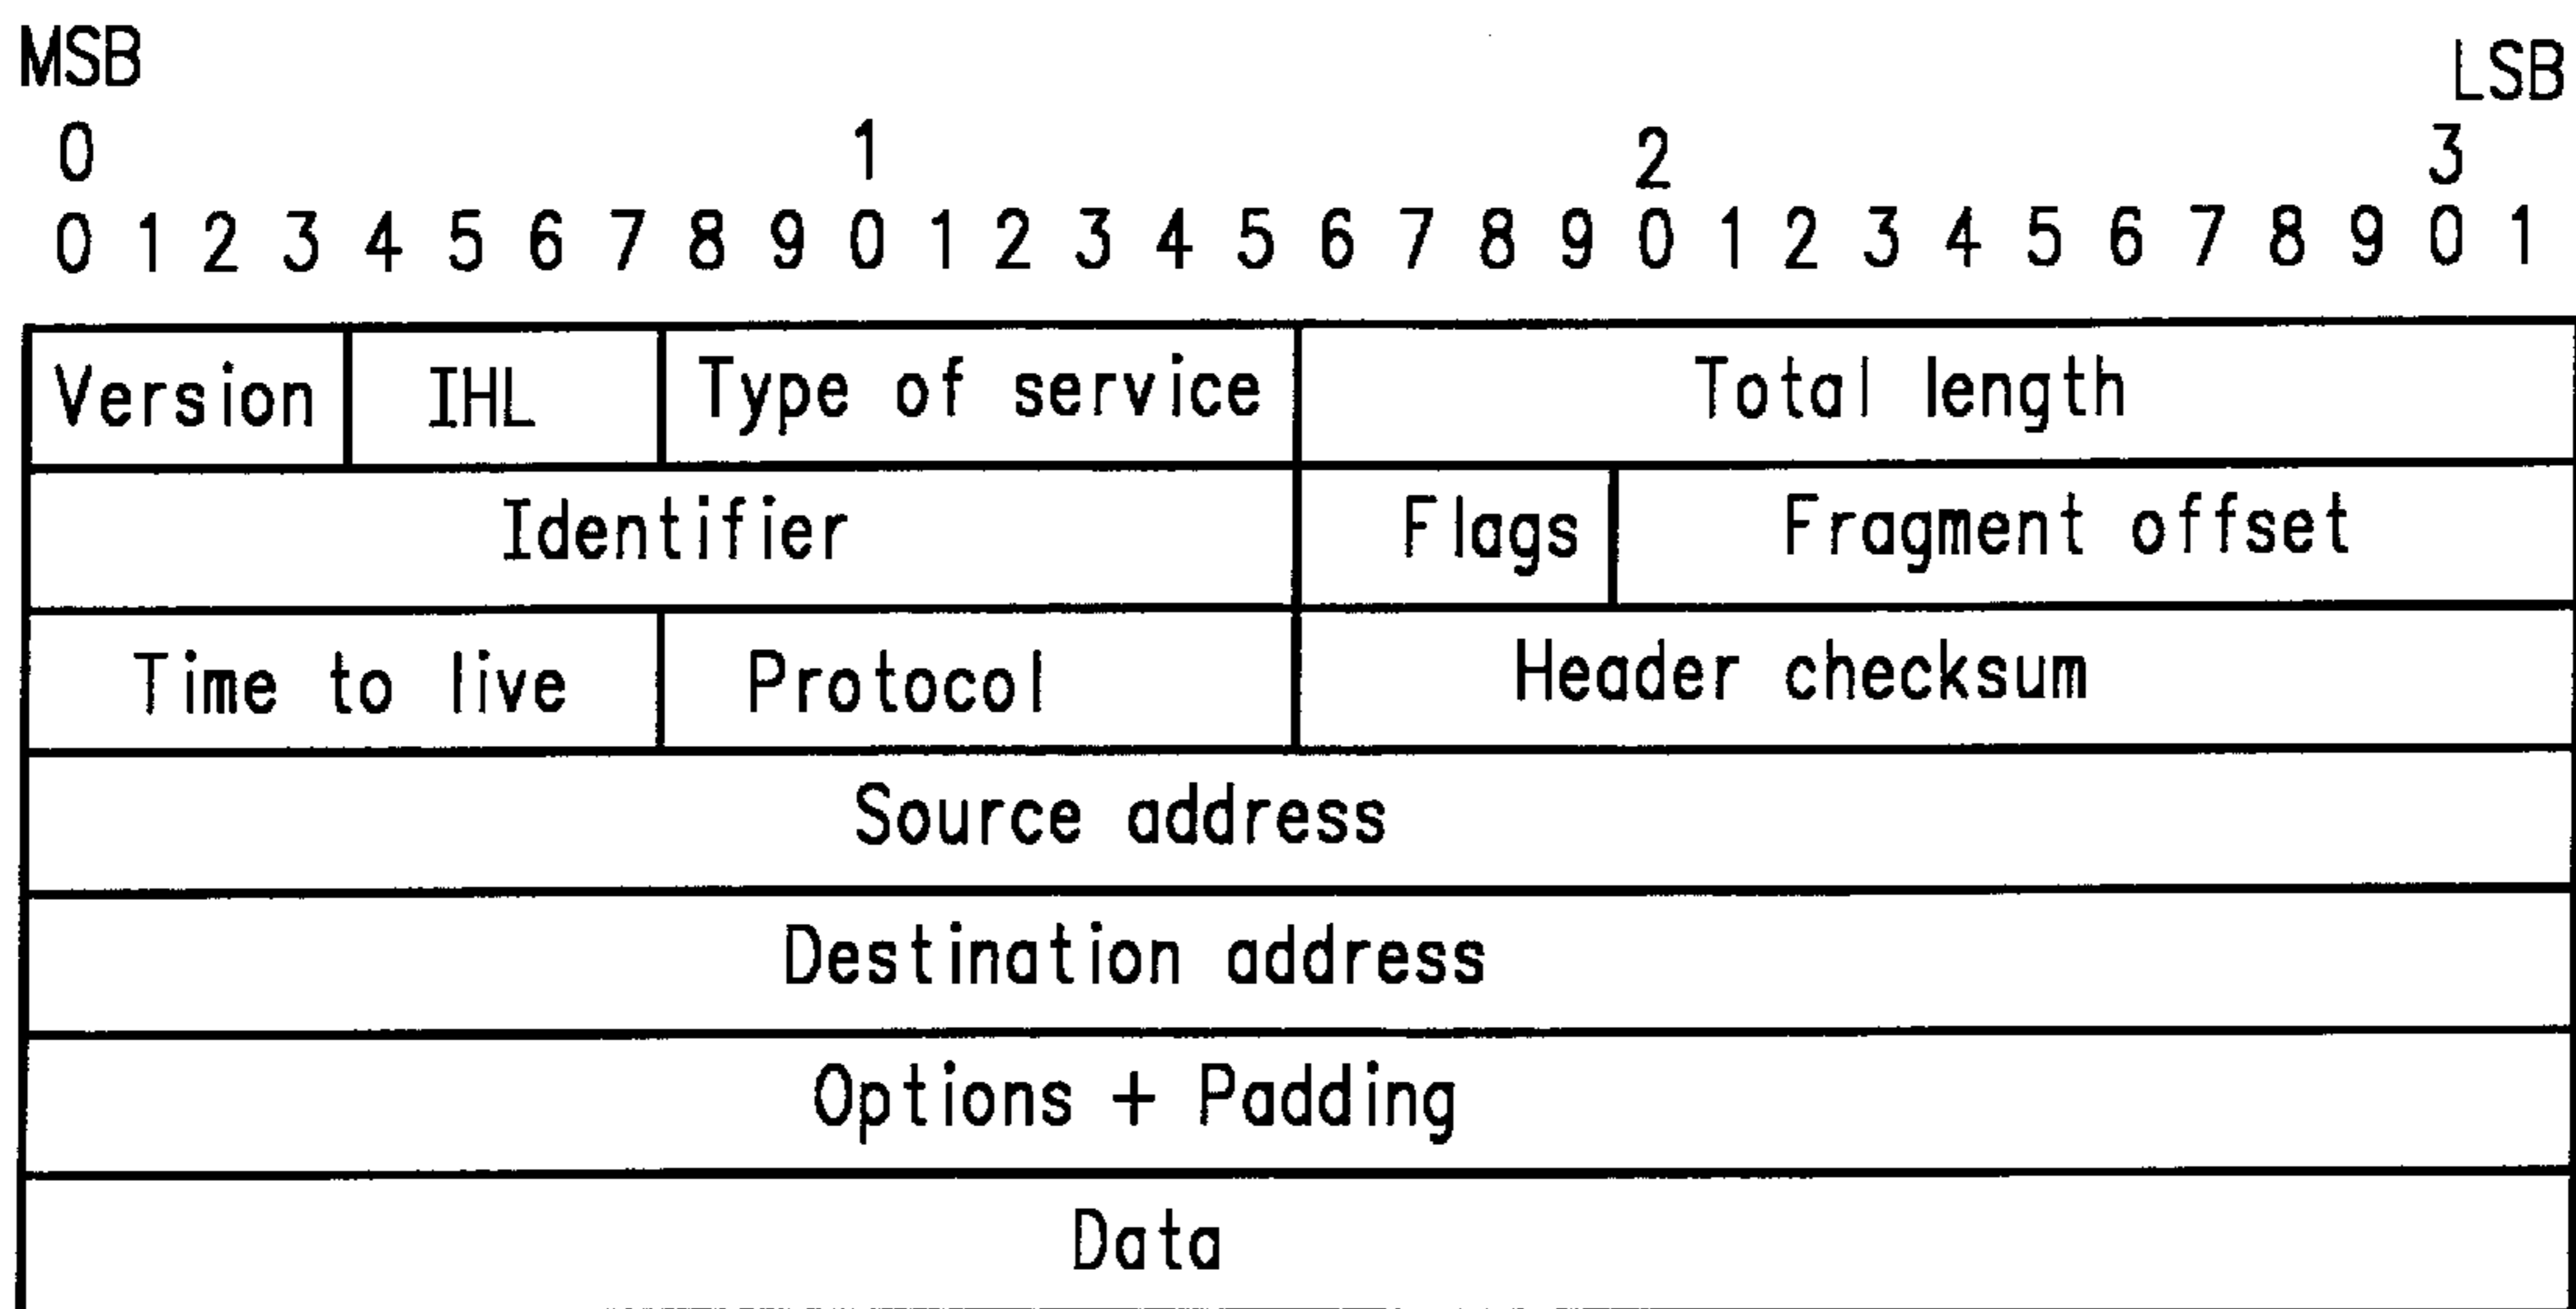 MSB LSB
0 1 2 3
0 1 2 3 4 5 6 7 8 9 0 1 2 3 4 5 6 7 8 9 0 1 2 3 4 5 6 7 8 9 0 1
Version IHL Type of service Total length
Identifier Flags Fragment offset
Time to live Protocol Header checksum
Source address
Destination address
Options + Padding
Data